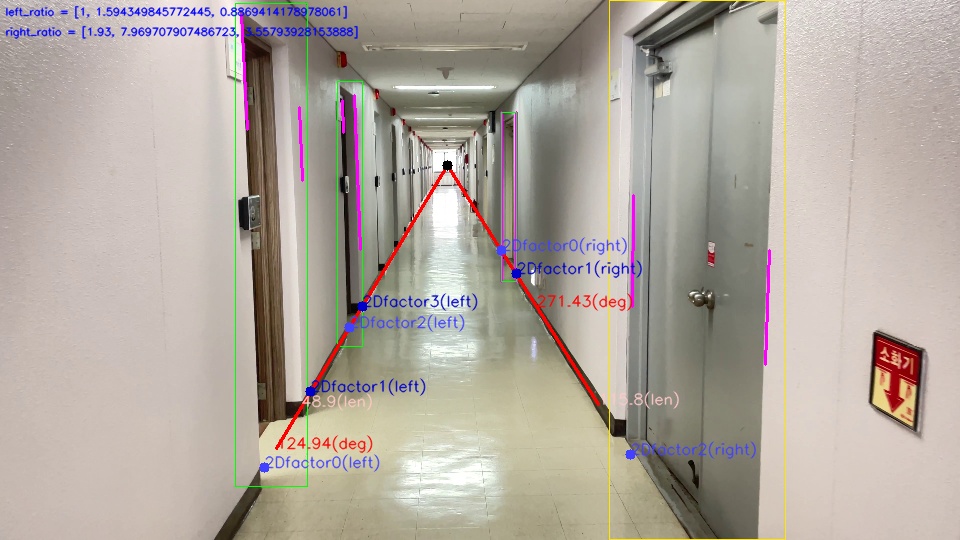 left_ratio = [1, 1.594349845772445, 0.8869414178978061]
right_ratio = [1.93, 7.969707907486723, 3.55793928153888]
2Dfactor0(right)
2Dfactor1(right)
2Dfactor3(left)
271.43(deg)
2Dfactor2(left)
소화기
2Dfactor1(left)
48.9(len)
5.8(len)
124.94(deg)
2Dfactor2(right)
2Dfactor0(left)